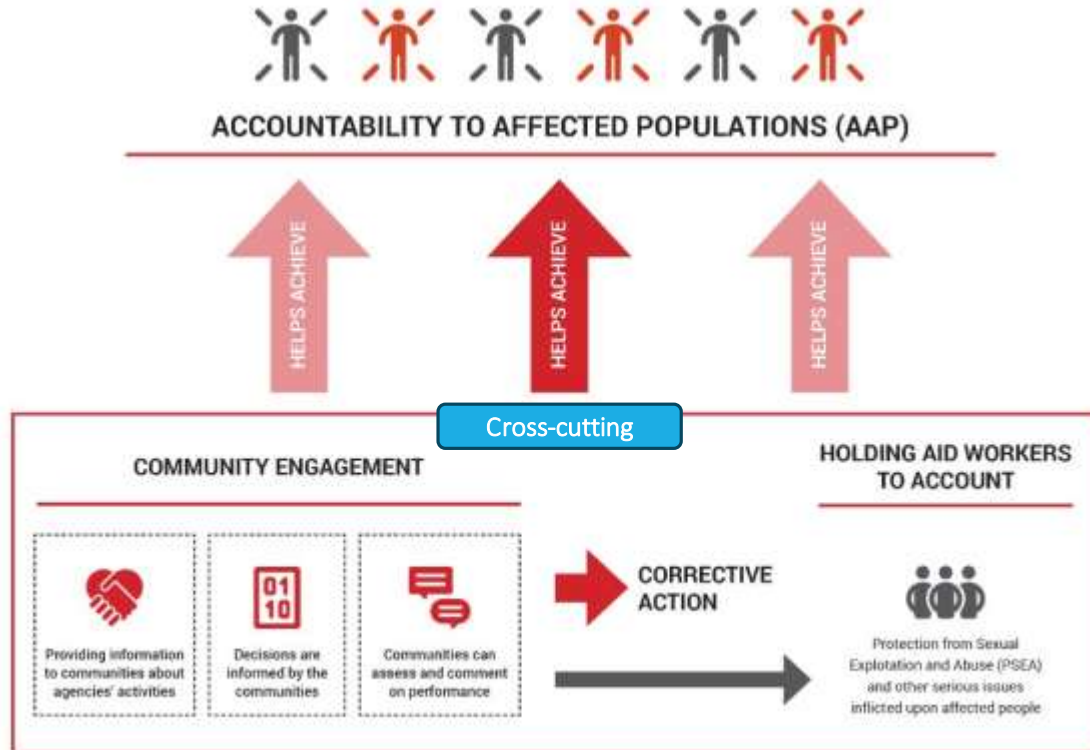 ACCOUNTABILITY TO AFFECTED POPULATIONS (AAP)
HELPS ACHIEVE
HELPS ACHIEVE
HELPS ACHIEVE
Cross-cutting
COMMUNITY ENGAGEMENT
01
10
Providing information
to communities about
agencies' activities
Decisions are
informed by the
communities
Communities can
assess and comment
on performance
CORRECTIVE
ACTION
HOLDING AID WORKERS
TO ACCOUNT
Protection from Sexual
Explotation and Abuse (PSEA)
and other serious issues
inflicted upon affected people